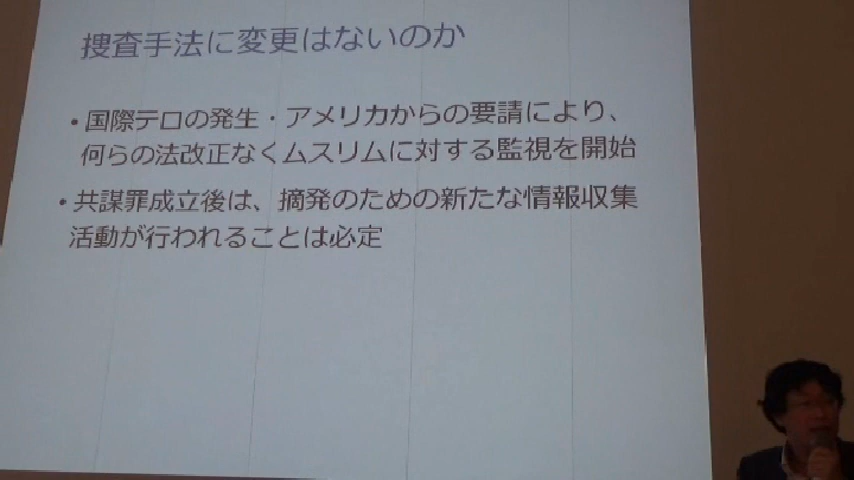 捜査手法に変更はないのか
・国際テロの発生・アメリカからの要請により、
何らの法改正なくムスリムに対する監視を開始
・共謀罪成立後は、摘発のための新たな情報収集
活動が行われることは必定